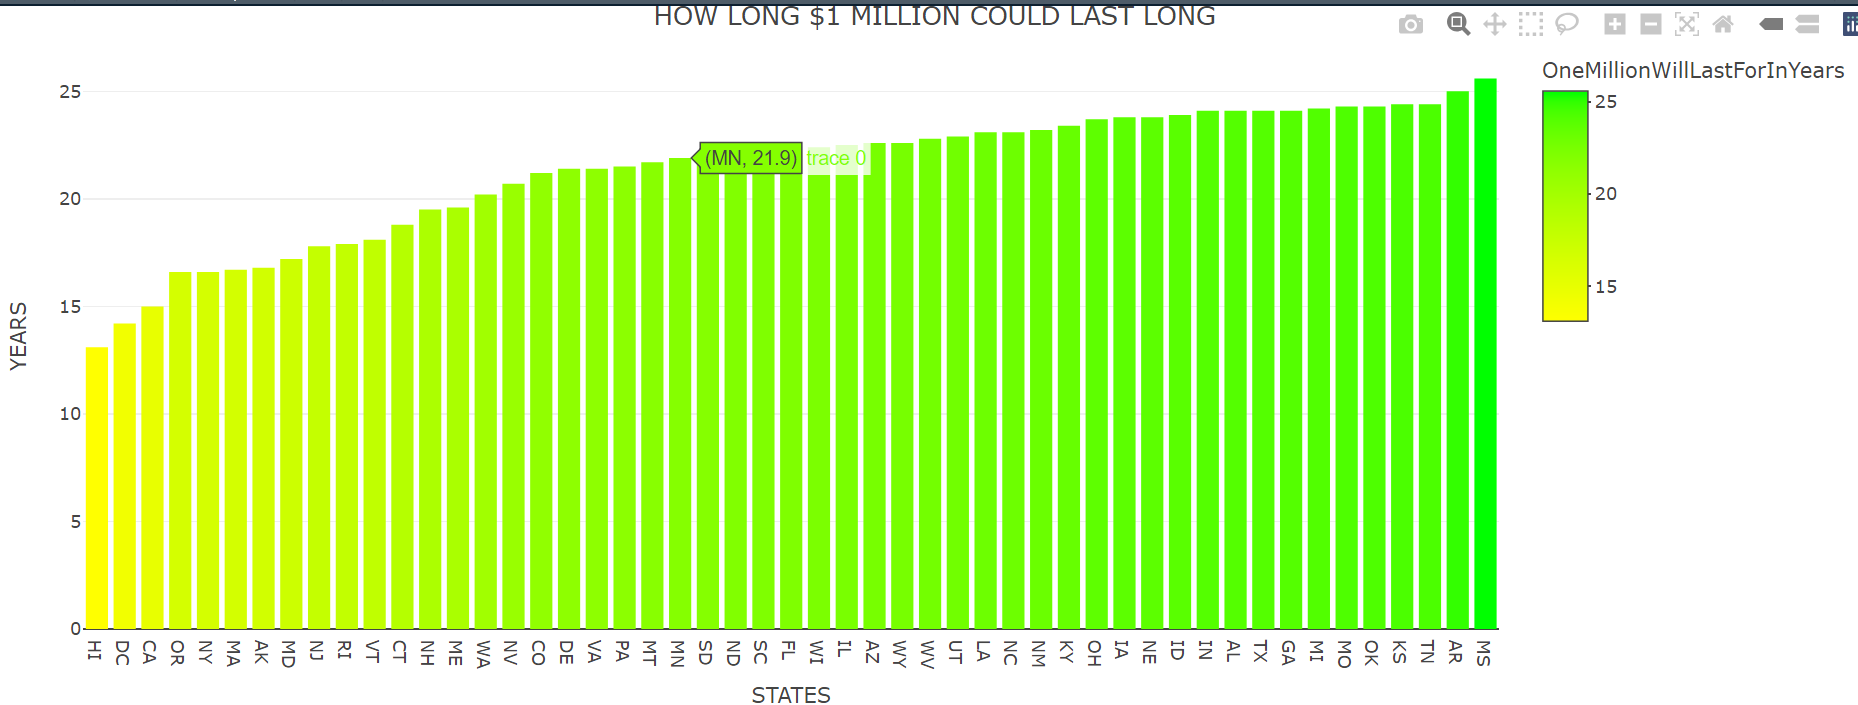 HOW LONG $1 MILLION COULD LAST LONG
OneMillionWillLastForInYears
25
20
15
25
20
15
10
5
0
YEARS
(MN, 21.9) trace 0
HI DC CA OR NY MA AK MD NJ RI VT CT NH ME WA NV CO DE VA PA MT MN SD ND SC FL WI IL AZ WY WV UT LA NC NM KY OH IA NE ID IN AL TX GA MI MO OK KS TN AR MS
STATES